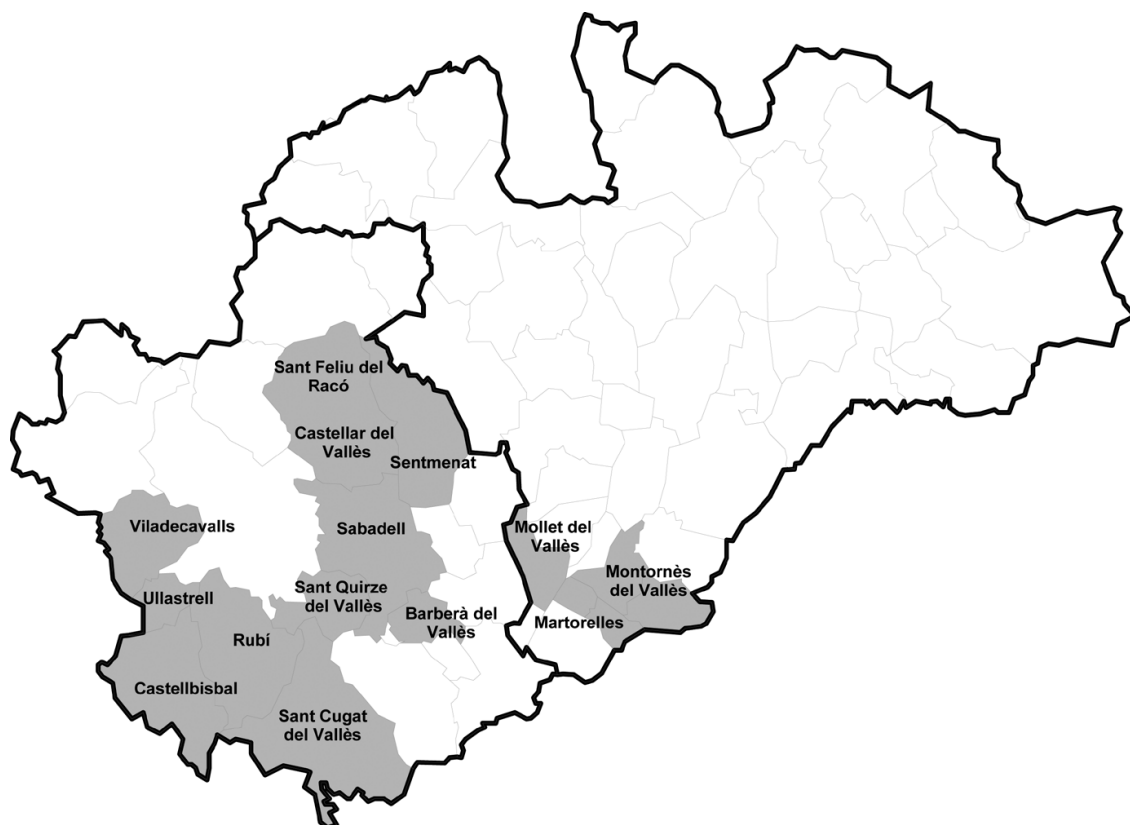 Sant Feliu del
Racó
Castellar del
Vallès
Sentmenat
Viladecavalls
Sabadell
Mollet del
Vallès
Montornès
del Vallès
Ullastrell
Sant Quirze
del Vallès
Barberà del
Vallès
Martorelles
Rubí
Castellbisbal
Sant Cugat
del Vallès